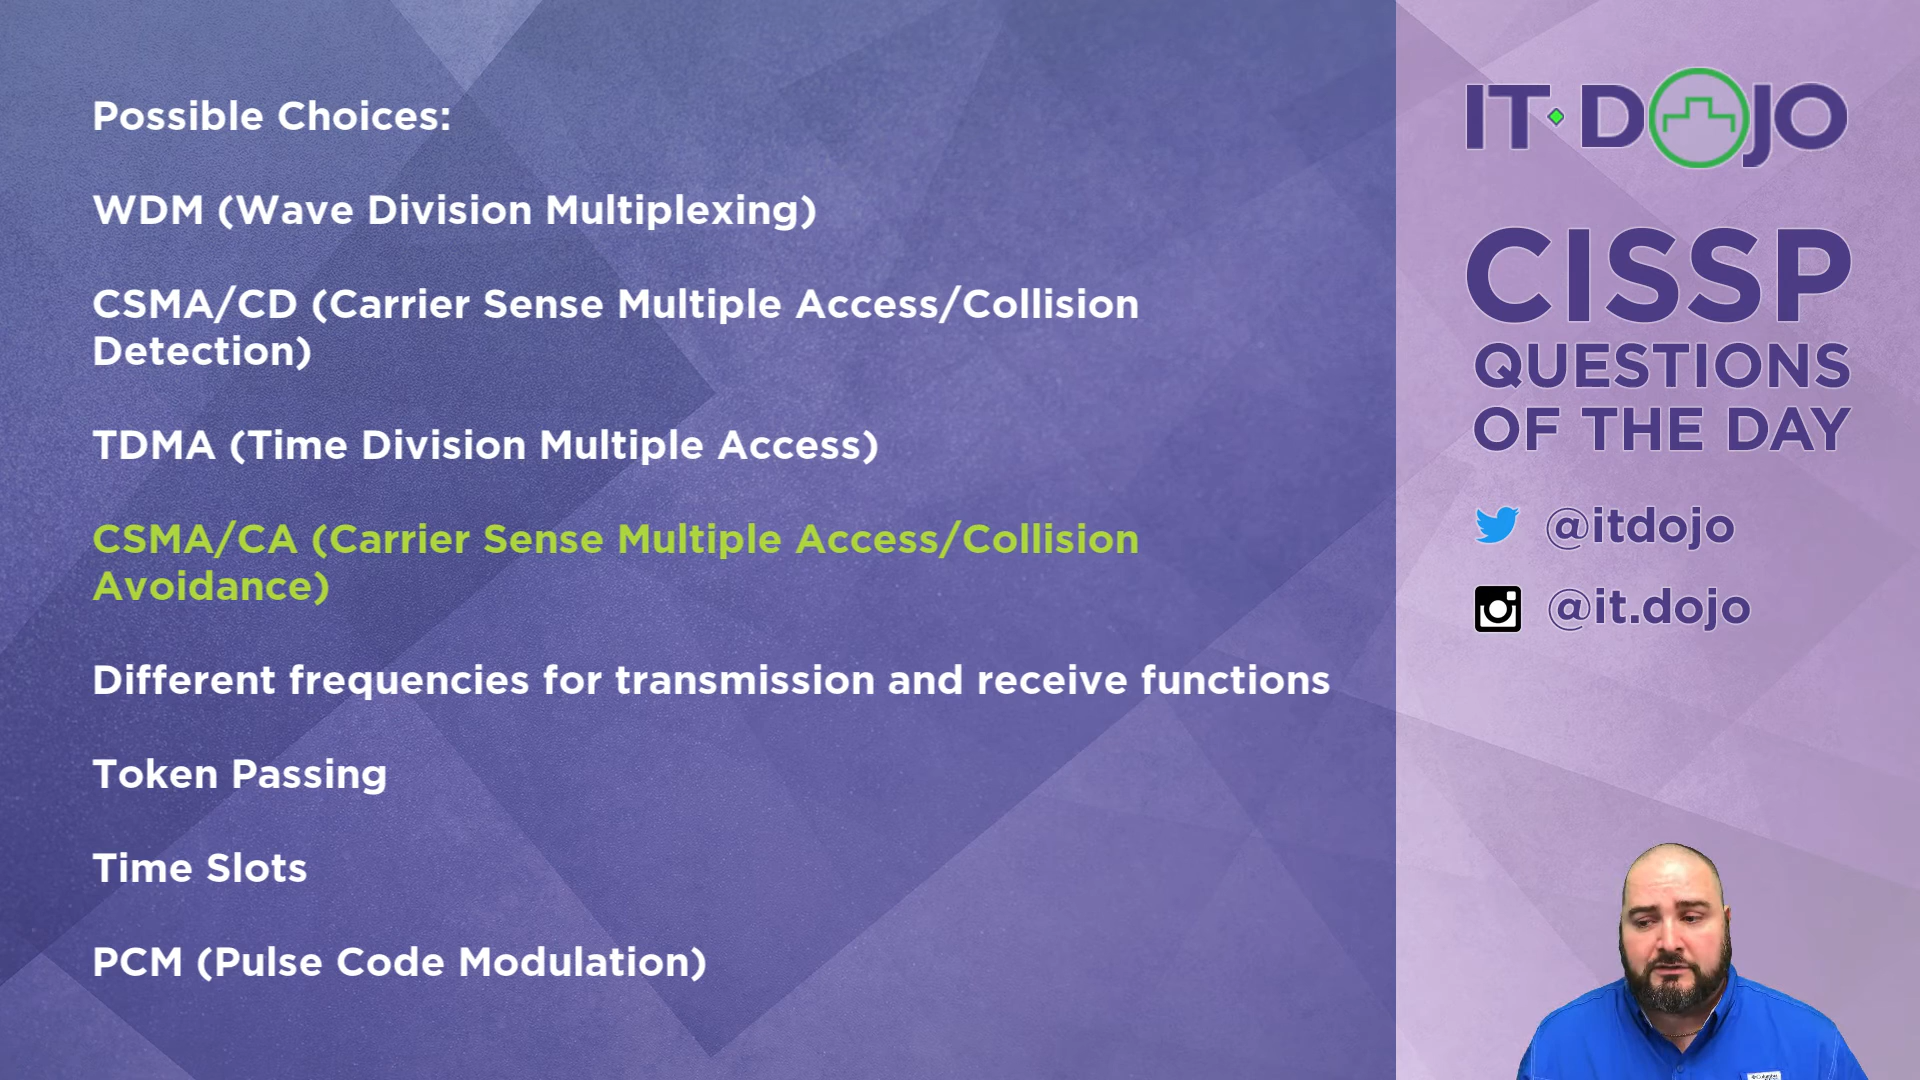 Possible Choices:
WDM (Wave Division Multiplexing)
CSMA/CD (Carrier Sense Multiple Access/Collision
Detection)
TDMA (Time Division Multiple Access)
CSMA/CA (Carrier Sense Multiple Access/Collision
Avoidance)
Different frequencies for transmission and receive functions
Token Passing
Time Slots
PCM (Pulse Code Modulation)
IT·DOJO
CISSP
QUESTIONS
OF THE DAY
@itdojo
@it.dojo